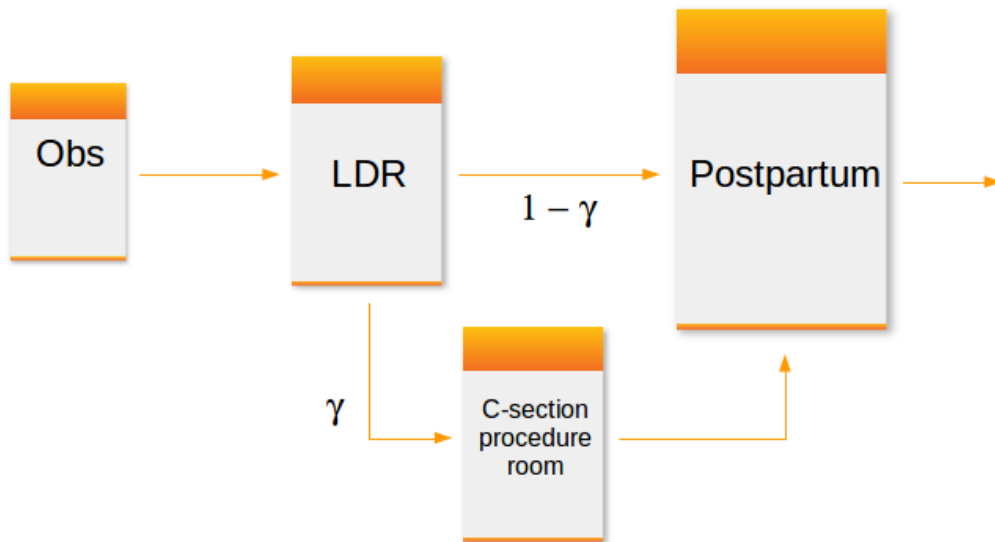 Obs
LDR
1 − γ
Postpartum
γ
C-section
procedure
room